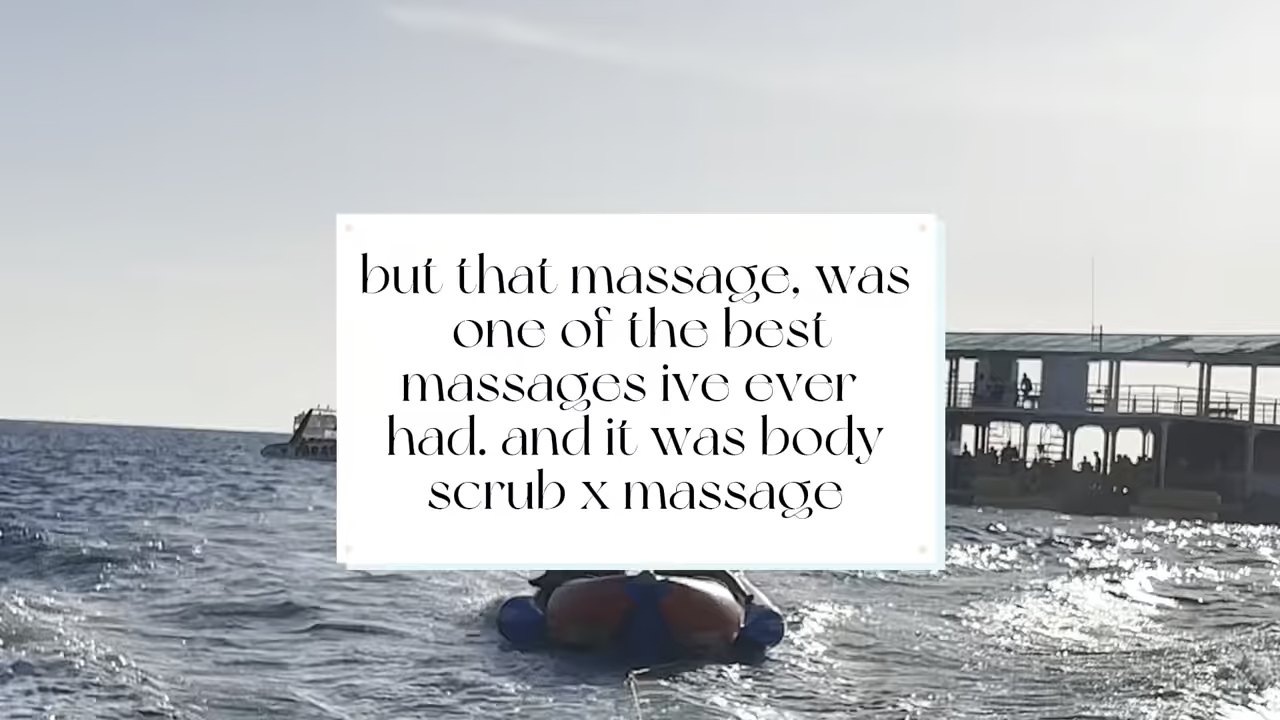 but that massage, was
one of the best
massages ive ever
had. and it was body
scrub x massage